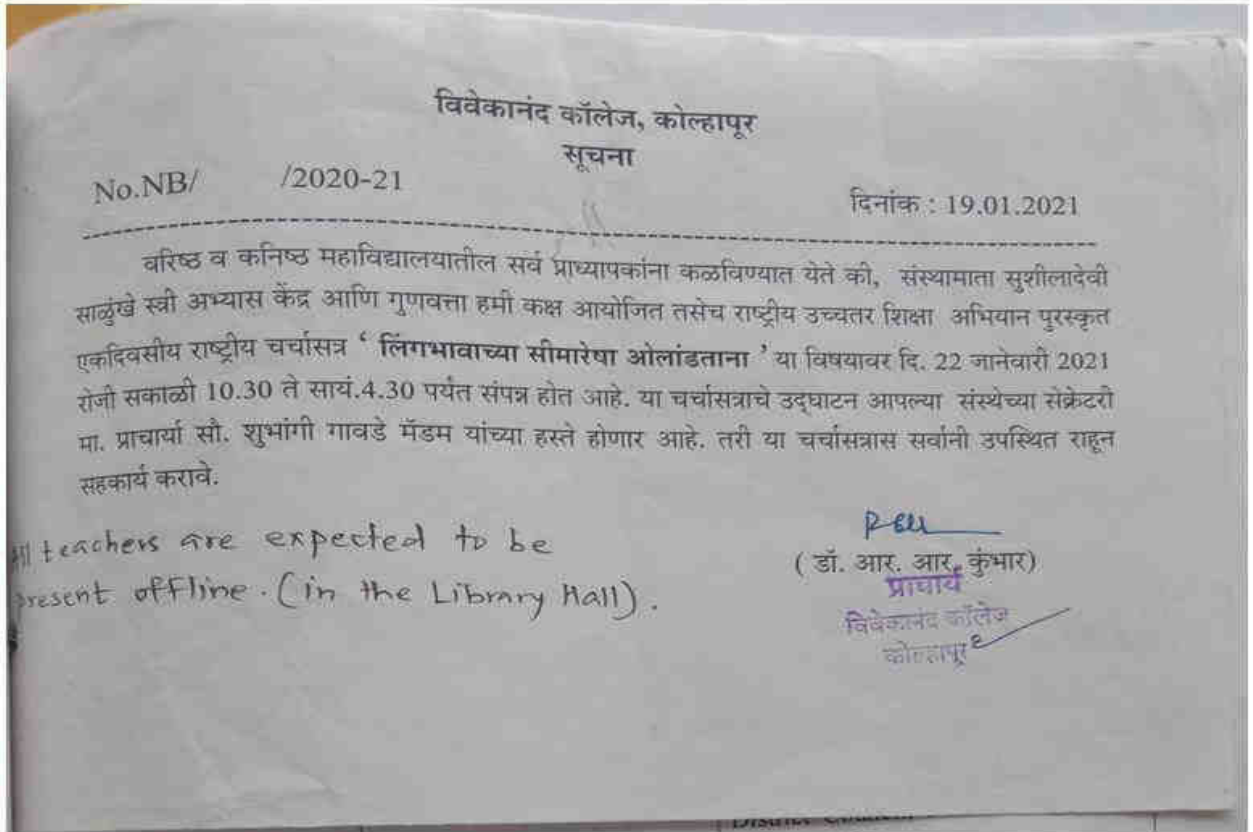 विवेकानंद कॉलेज, कोल्हापूर
सूचना
No.NB/ /2020-21
दिनांक : 19.01.2021
वरिष्ठ व कनिष्ठ महाविद्यालयातील सर्व प्राध्यापकांना कळविण्यात येते की, संस्थामाता सुशीलादेवी
साळुंखे स्त्री अभ्यास केंद्र आणि गुणवत्ता हमी कक्ष आयोजित तसेच राष्ट्रीय उच्चतर शिक्षा अभियान पुरस्कृत
एकदिवसीय राष्ट्रीय चर्चासत्र ‘ लिंगभावाच्या सीमारेषा ओलांडताना ’ या विषयावर दि. 22 जानेवारी 2021
रोजी सकाळी 10.30 ते सायं.4.30 पर्यंत संपन्न होत आहे. या चर्चासत्राचे उद्‌घाटन आपल्या संस्थेच्या सेक्रेटरी
मा. प्राचार्या सौ. शुभांगी गावडे मॅडम यांच्या हस्ते होणार आहे. तरी या चर्चासत्रास सर्वांनी उपस्थित राहून
सहकार्य करावे.
All teachers are expected to be
present offline. (in the Library Hall).
( डॉ. आर. आर. कुंभार)
प्राचार्य
विवेकानंद कॉलेज
कोल्हापूर